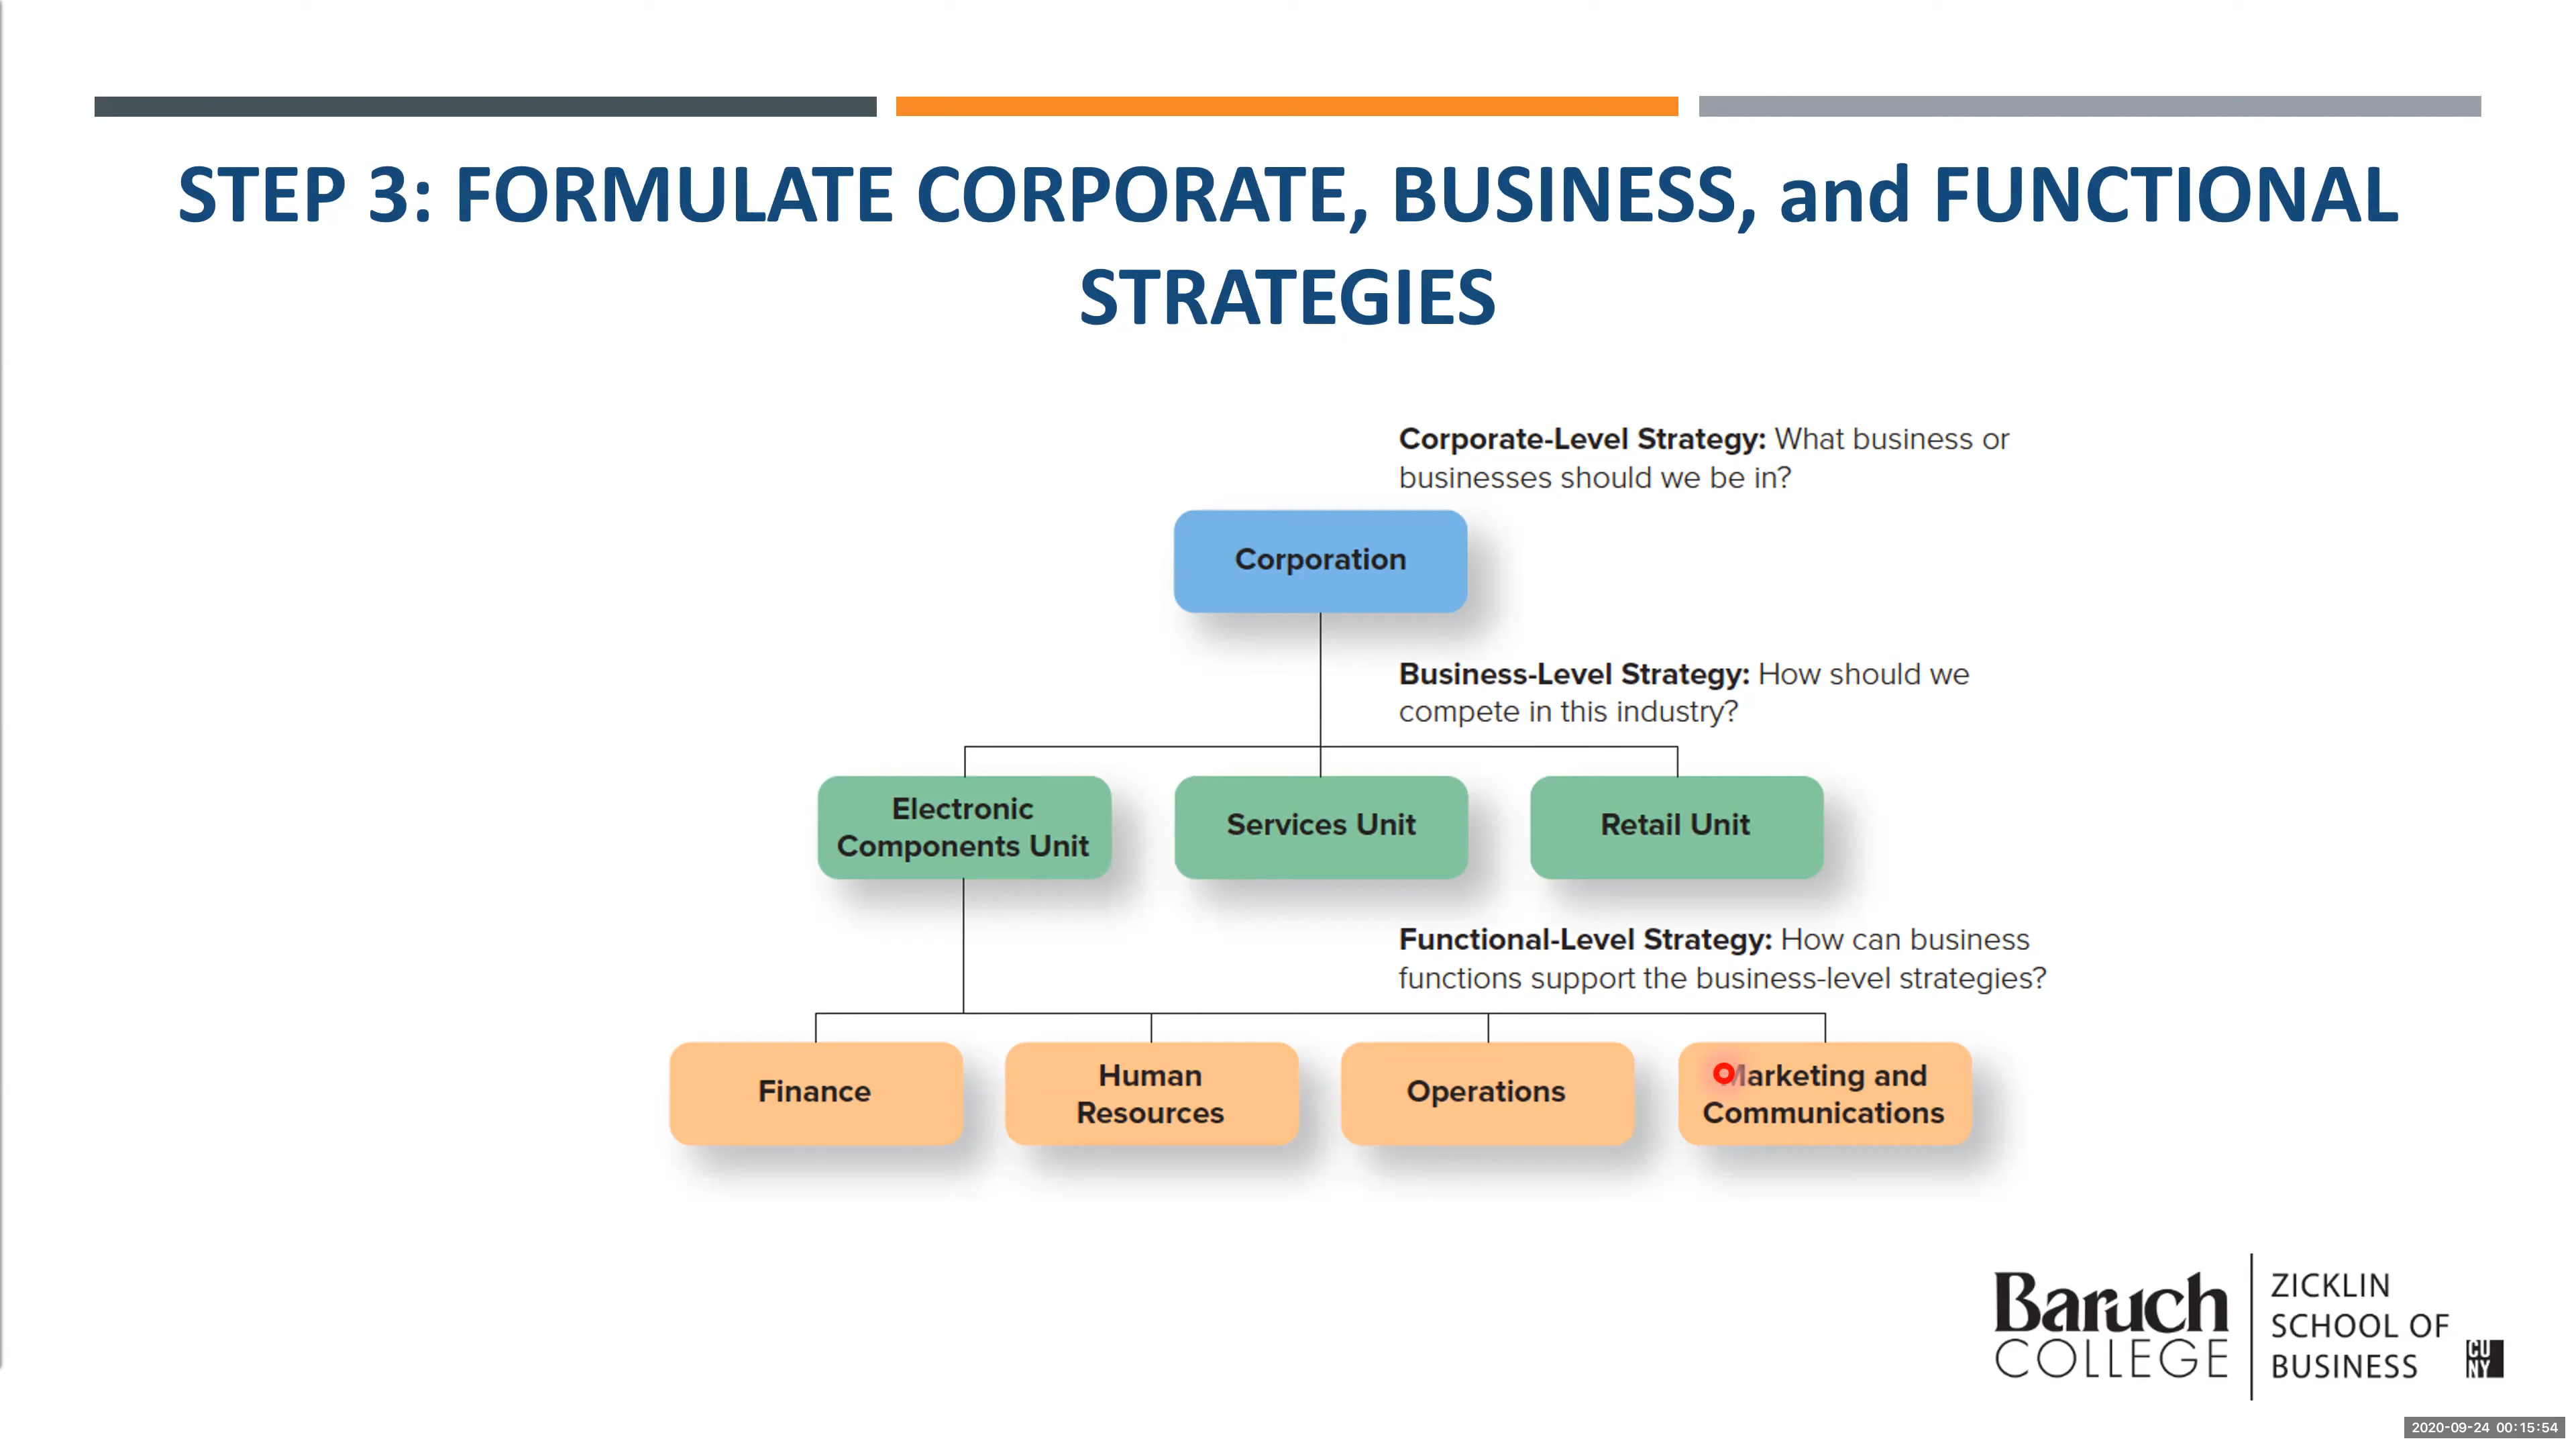 STEP 3: FORMULATE CORPORATE, BUSINESS, and FUNCTIONAL
STRATEGIES
Corporate-Level Strategy: What business or
businesses should we be in?
Corporation
Business-Level Strategy: How should we
compete in this industry?
Electronic
Components Unit
Services Unit
Retail Unit
Functional-Level Strategy: How can business
functions support the business-level strategies?
Finance
Human
Resources
Operations
Marketing and
Communications
Baruch
COLLEGE
ZICKLIN
SCHOOL OF
BUSINESS
CU
NY
2020-09-24 00:15:54